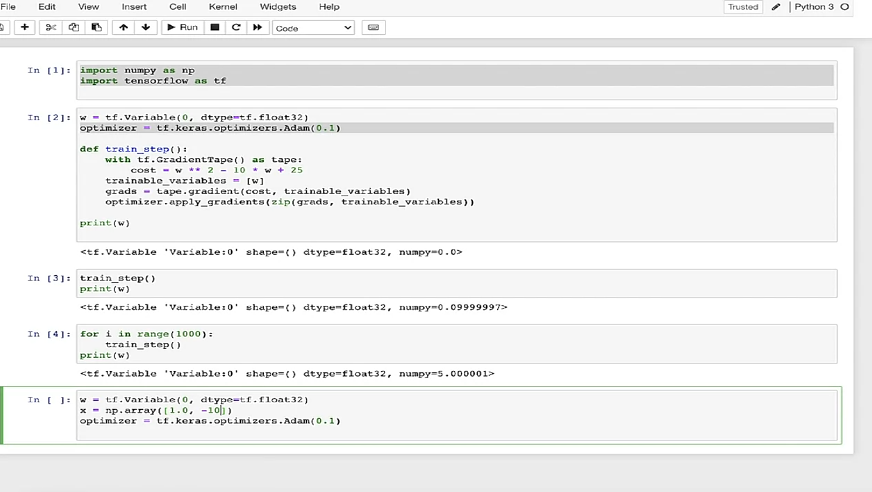 File Edit View Insert Cell Kernel Widgets Help Trusted Python 3
Run Code
In [1]: import numpy as np
import tensorflow as tf
In [2]: w = tf.Variable(0, dtype=tf.float32)
optimizer = tf.keras.optimizers.Adam(0.1)
def train_step():
with tf.GradientTape() as tape:
cost = w ** 2 - 10 * w + 25
trainable_variables = [w]
grads = tape.gradient(cost, trainable_variables)
optimizer.apply_gradients(zip(grads, trainable_variables))
print(w)
<tf.Variable 'Variable:0' shape=() dtype=float32, numpy=0.0>
In [3]: train_step()
print(w)
<tf.Variable 'Variable:0' shape=() dtype=float32, numpy=0.09999997>
In [4]: for i in range(1000):
train_step()
print(w)
<tf.Variable 'Variable:0' shape=() dtype=float32, numpy=5.000001>
In [ ]: w = tf.Variable(0, dtype=tf.float32)
x = np.array([1.0, -10])
optimizer = tf.keras.optimizers.Adam(0.1)